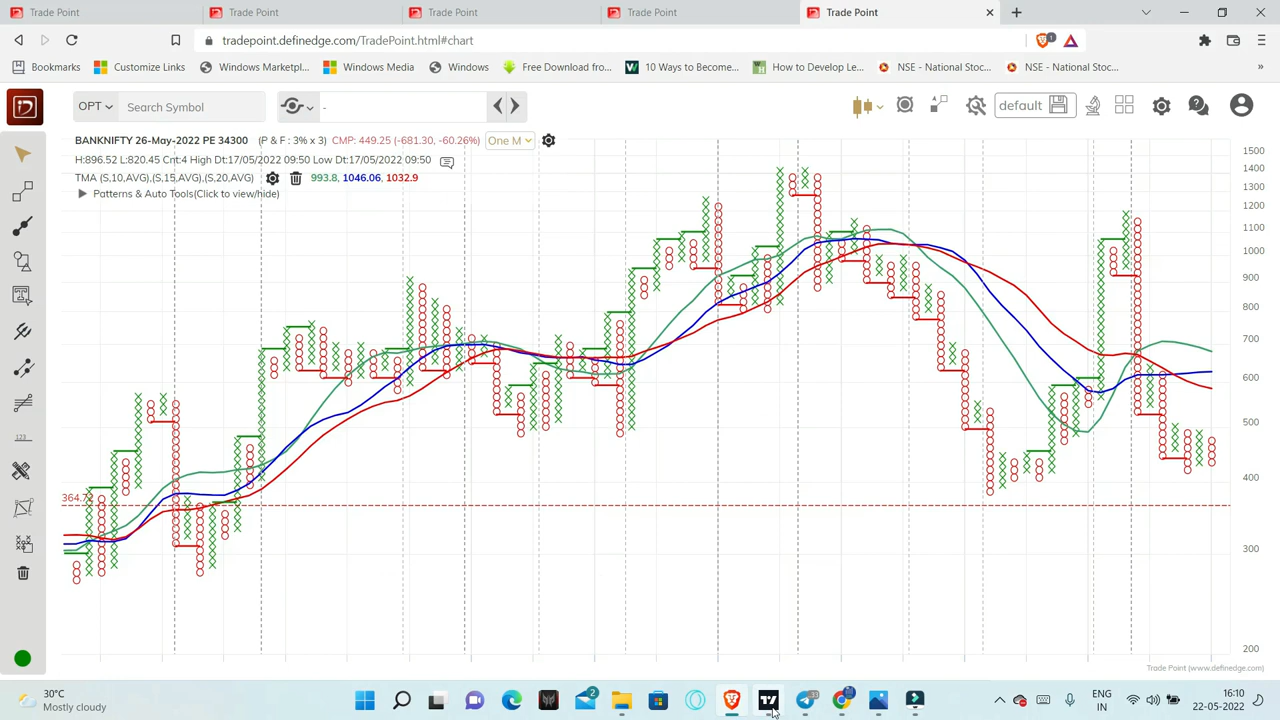 Trade Point
Trade Point
Trade Point
Trade Point
Trade Point
tradepoint.definedge.com/TradePoint.html#chart
1
Bookmarks
Customize Links
Windows Marketpl...
Windows Media
Windows
Free Download fro...
10 Ways to Become...
How to Develop Le...
NSE - National Stoc...
NSE - National Stoc...
»
OPT
Search Symbol
-
default
BANKNIFTY 26-May-2022 PE 34300 (P & F : 3% x 3) CMP: 449.25 (-681.30, -60.26%) One M
H:896.52 L:820.45 Cnt:4 High Dt:17/05/2022 09:50 Low Dt:17/05/2022 09:50
TMA (S,10,AVG),(S,15,AVG),(S,20,AVG) 993.8, 1046.06, 1032.9
Patterns & Auto Tools(Click to view/hide)
1500
1400
1300
1200
1100
1000
900
800
700
600
500
400
300
200
364.72
123
Trade Point (www.definedge.com)
30°C
Mostly cloudy
2
ENG
IN
16:10
22-05-2022